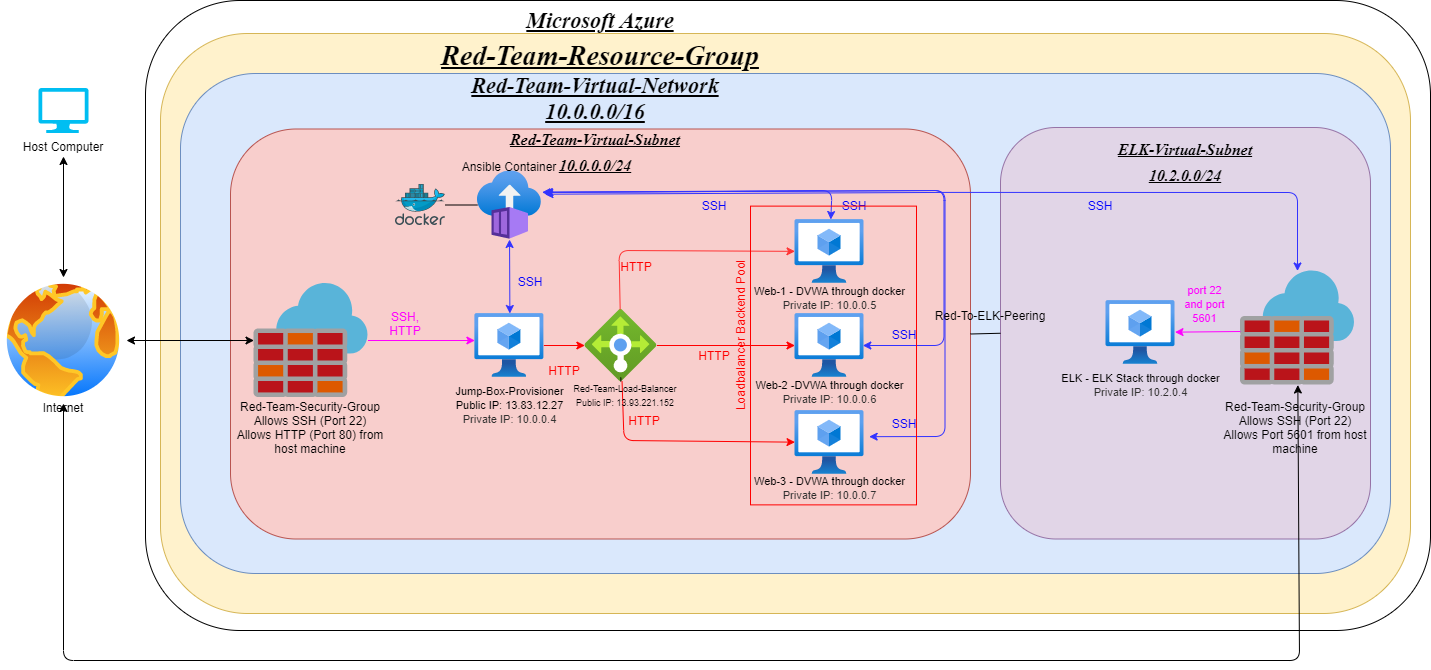 Microsoft Azure
Red-Team-Resource-Group
Red-Team-Virtual-Network
10.0.0.0/16
Red-Team-Virtual-Subnet
Ansible Container 10.0.0.0/24
docker
SSH
SSH
SSH
SSH
ELK-Virtual-Subnet
10.2.0.0/24
Host Computer
Internet
SSH,
HTTP
Red-Team-Security-Group
Allows SSH (Port 22)
Allows HTTP (Port 80) from
host machine
Jump-Box-Provisioner
Public IP: 13.83.12.27
Private IP: 10.0.0.4
HTTP
HTTP
HTTP
HTTP
Red-Team-Load-Balancer
Public IP: 13.93.221.152
Loadbalancer Backend Pool
Web-1 - DVWA through docker
Private IP: 10.0.0.5
SSH
Web-2 -DVWA through docker
Private IP: 10.0.0.6
SSH
Web-3 - DVWA through docker
Private IP: 10.0.0.7
Red-To-ELK-Peering
port 22
and port
5601
ELK - ELK Stack through docker
Private IP: 10.2.0.4
Red-Team-Security-Group
Allows SSH (Port 22)
Allows Port 5601 from host
machine